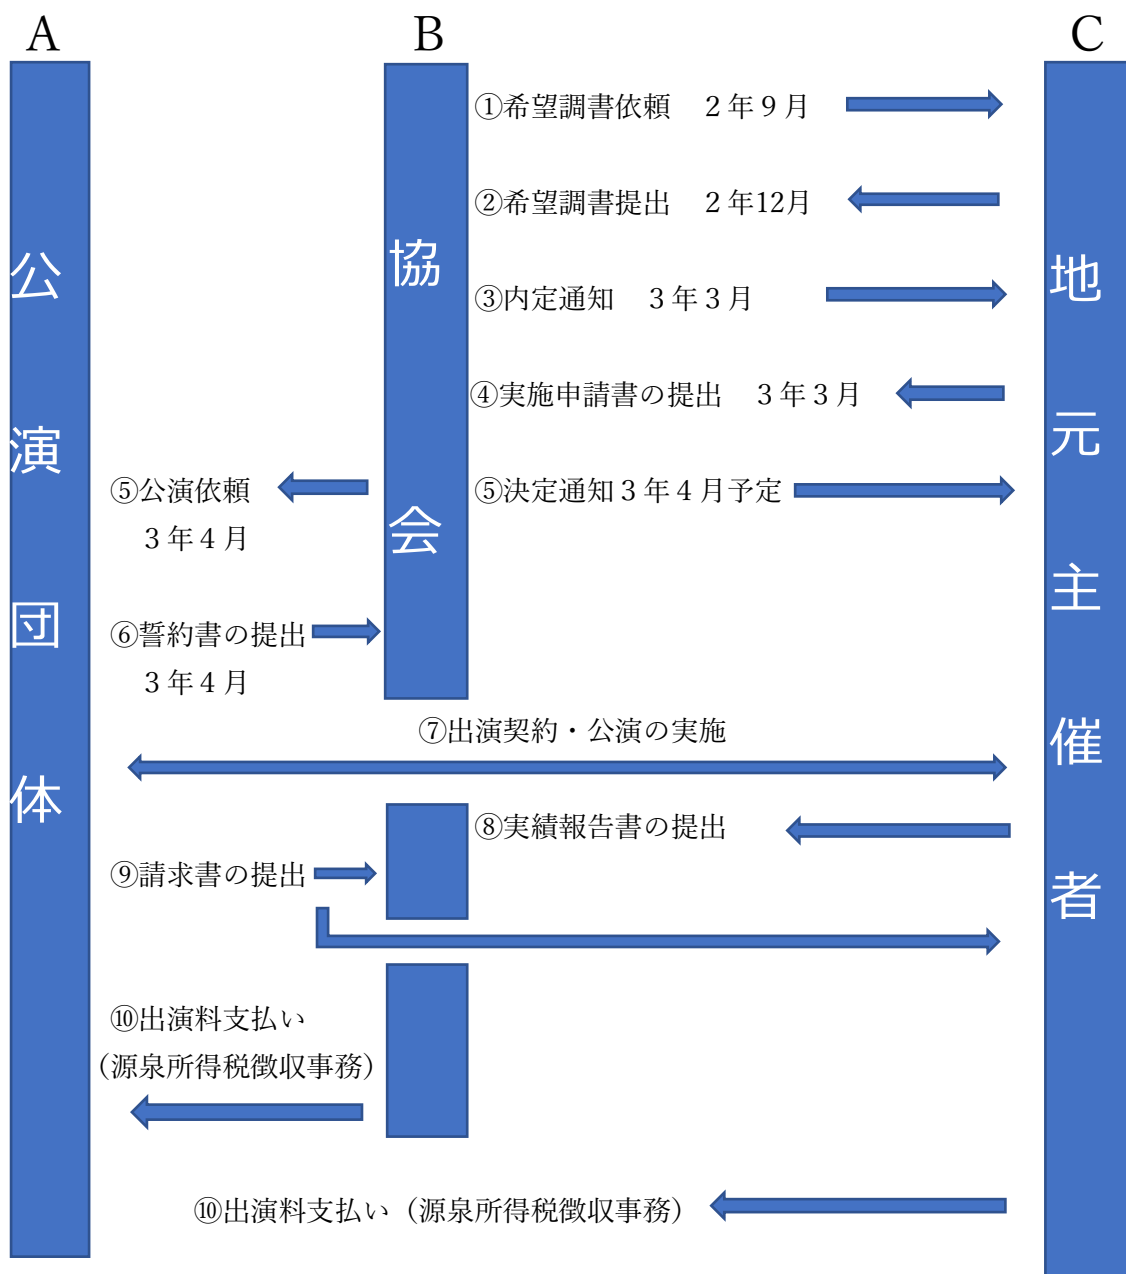 A
B
C
公演団体
協会
地元主催者
①希望調書依頼　２年９月
②希望調書提出　２年12月
③内定通知　３年３月
④実施申請書の提出　３年３月
⑤公演依頼
３年４月
⑤決定通知３年４月予定
⑥誓約書の提出
３年４月
⑦出演契約・公演の実施
⑧実績報告書の提出
⑨請求書の提出
⑩出演料支払い
（源泉所得税徴収事務）
⑩出演料支払い（源泉所得税徴収事務）